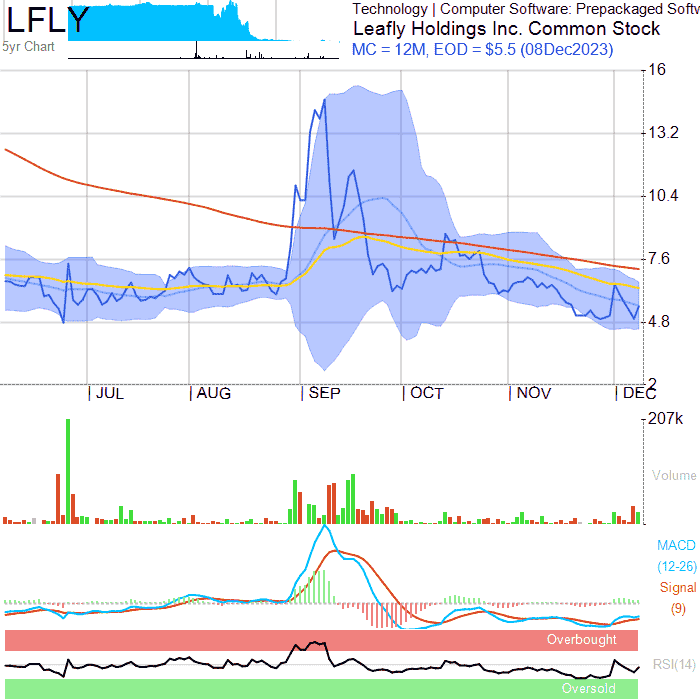 LFLY
5yr Chart
Technology | Computer Software: Prepackaged Softw
Leafly Holdings Inc. Common Stock
MC = 12M, EOD = $5.5 (08Dec2023)
16
13.2
10.4
7.6
4.8
2
JUL AUG SEP OCT NOV DEC
207k
Volume
MACD
(12-26)
Signal
(9)
Overbought
RSI(14)
Oversold